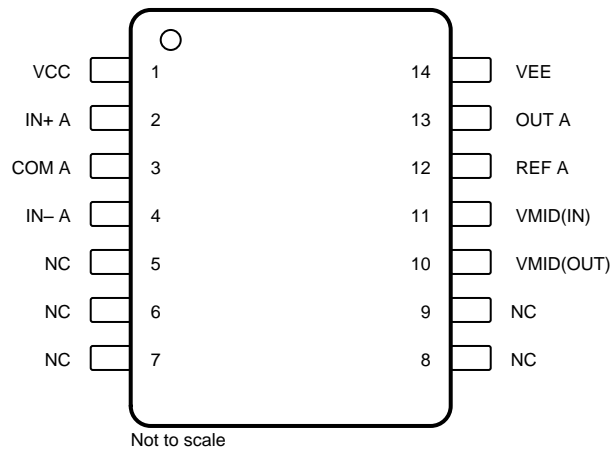 VCC 1 14 VEE
IN+ A 2 13 OUT A
COM A 3 12 REF A
IN– A 4 11 VMID(IN)
NC 5 10 VMID(OUT)
NC 6 9 NC
NC 7 8 NC
Not to scale